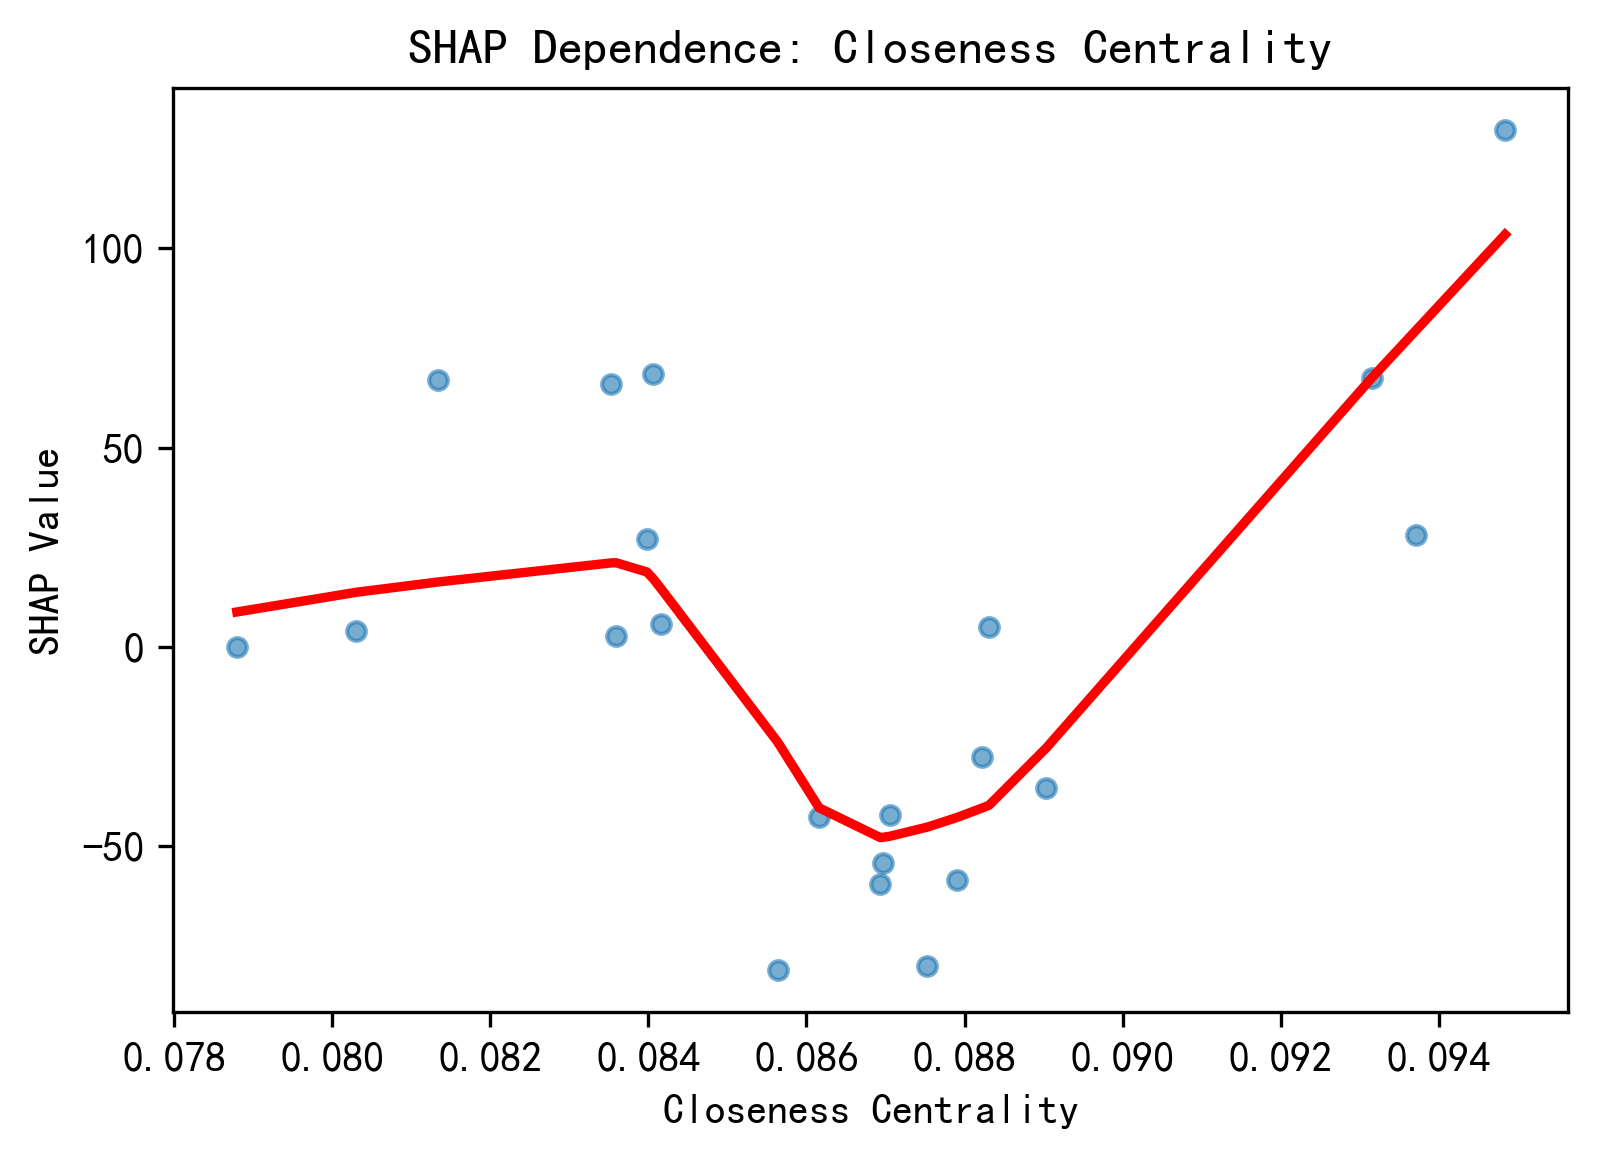 SHAP Dependence: Closeness Centrality
100
50
0
−50
SHAP Value
0.078 0.080 0.082 0.084 0.086 0.088 0.090 0.092 0.094
Closeness Centrality